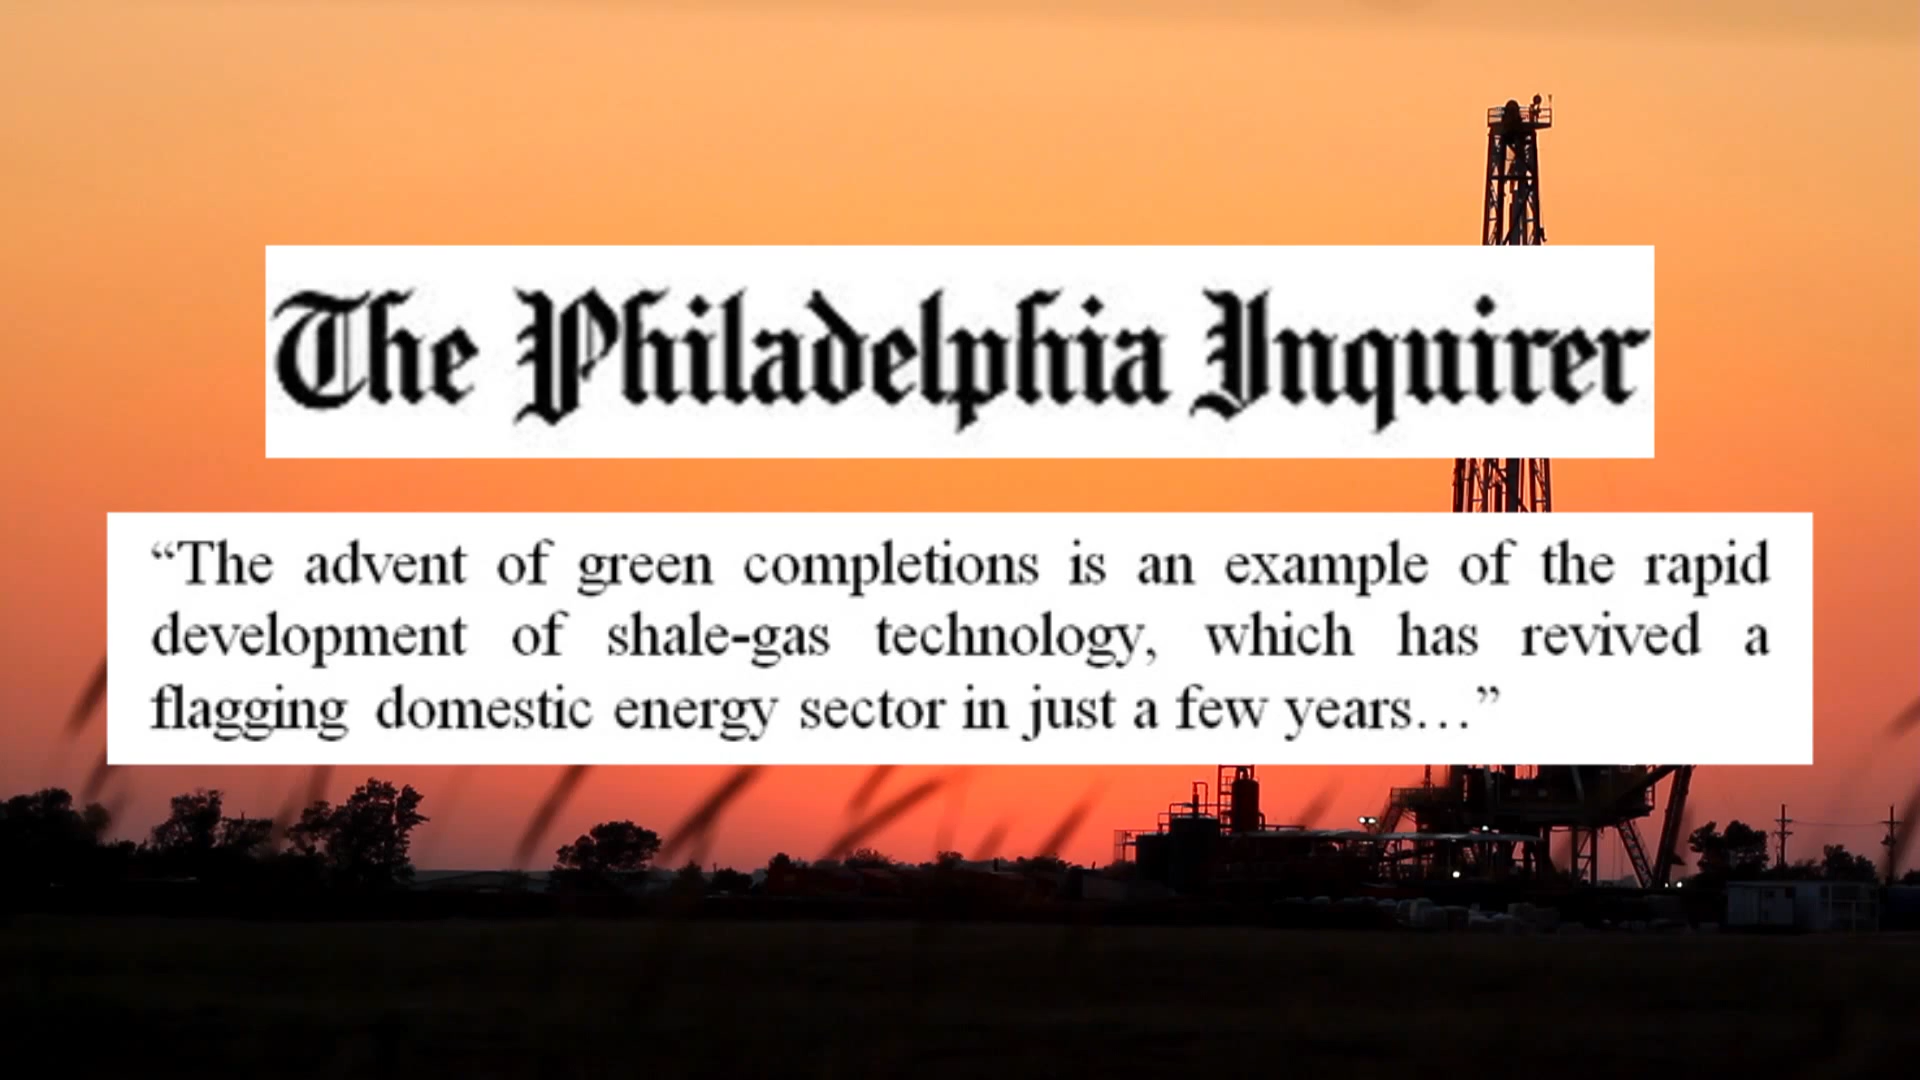 The Philadelphia Inquirer
“The advent of green completions is an example of the rapid
development of shale-gas technology, which has revived a
flagging domestic energy sector in just a few years…”